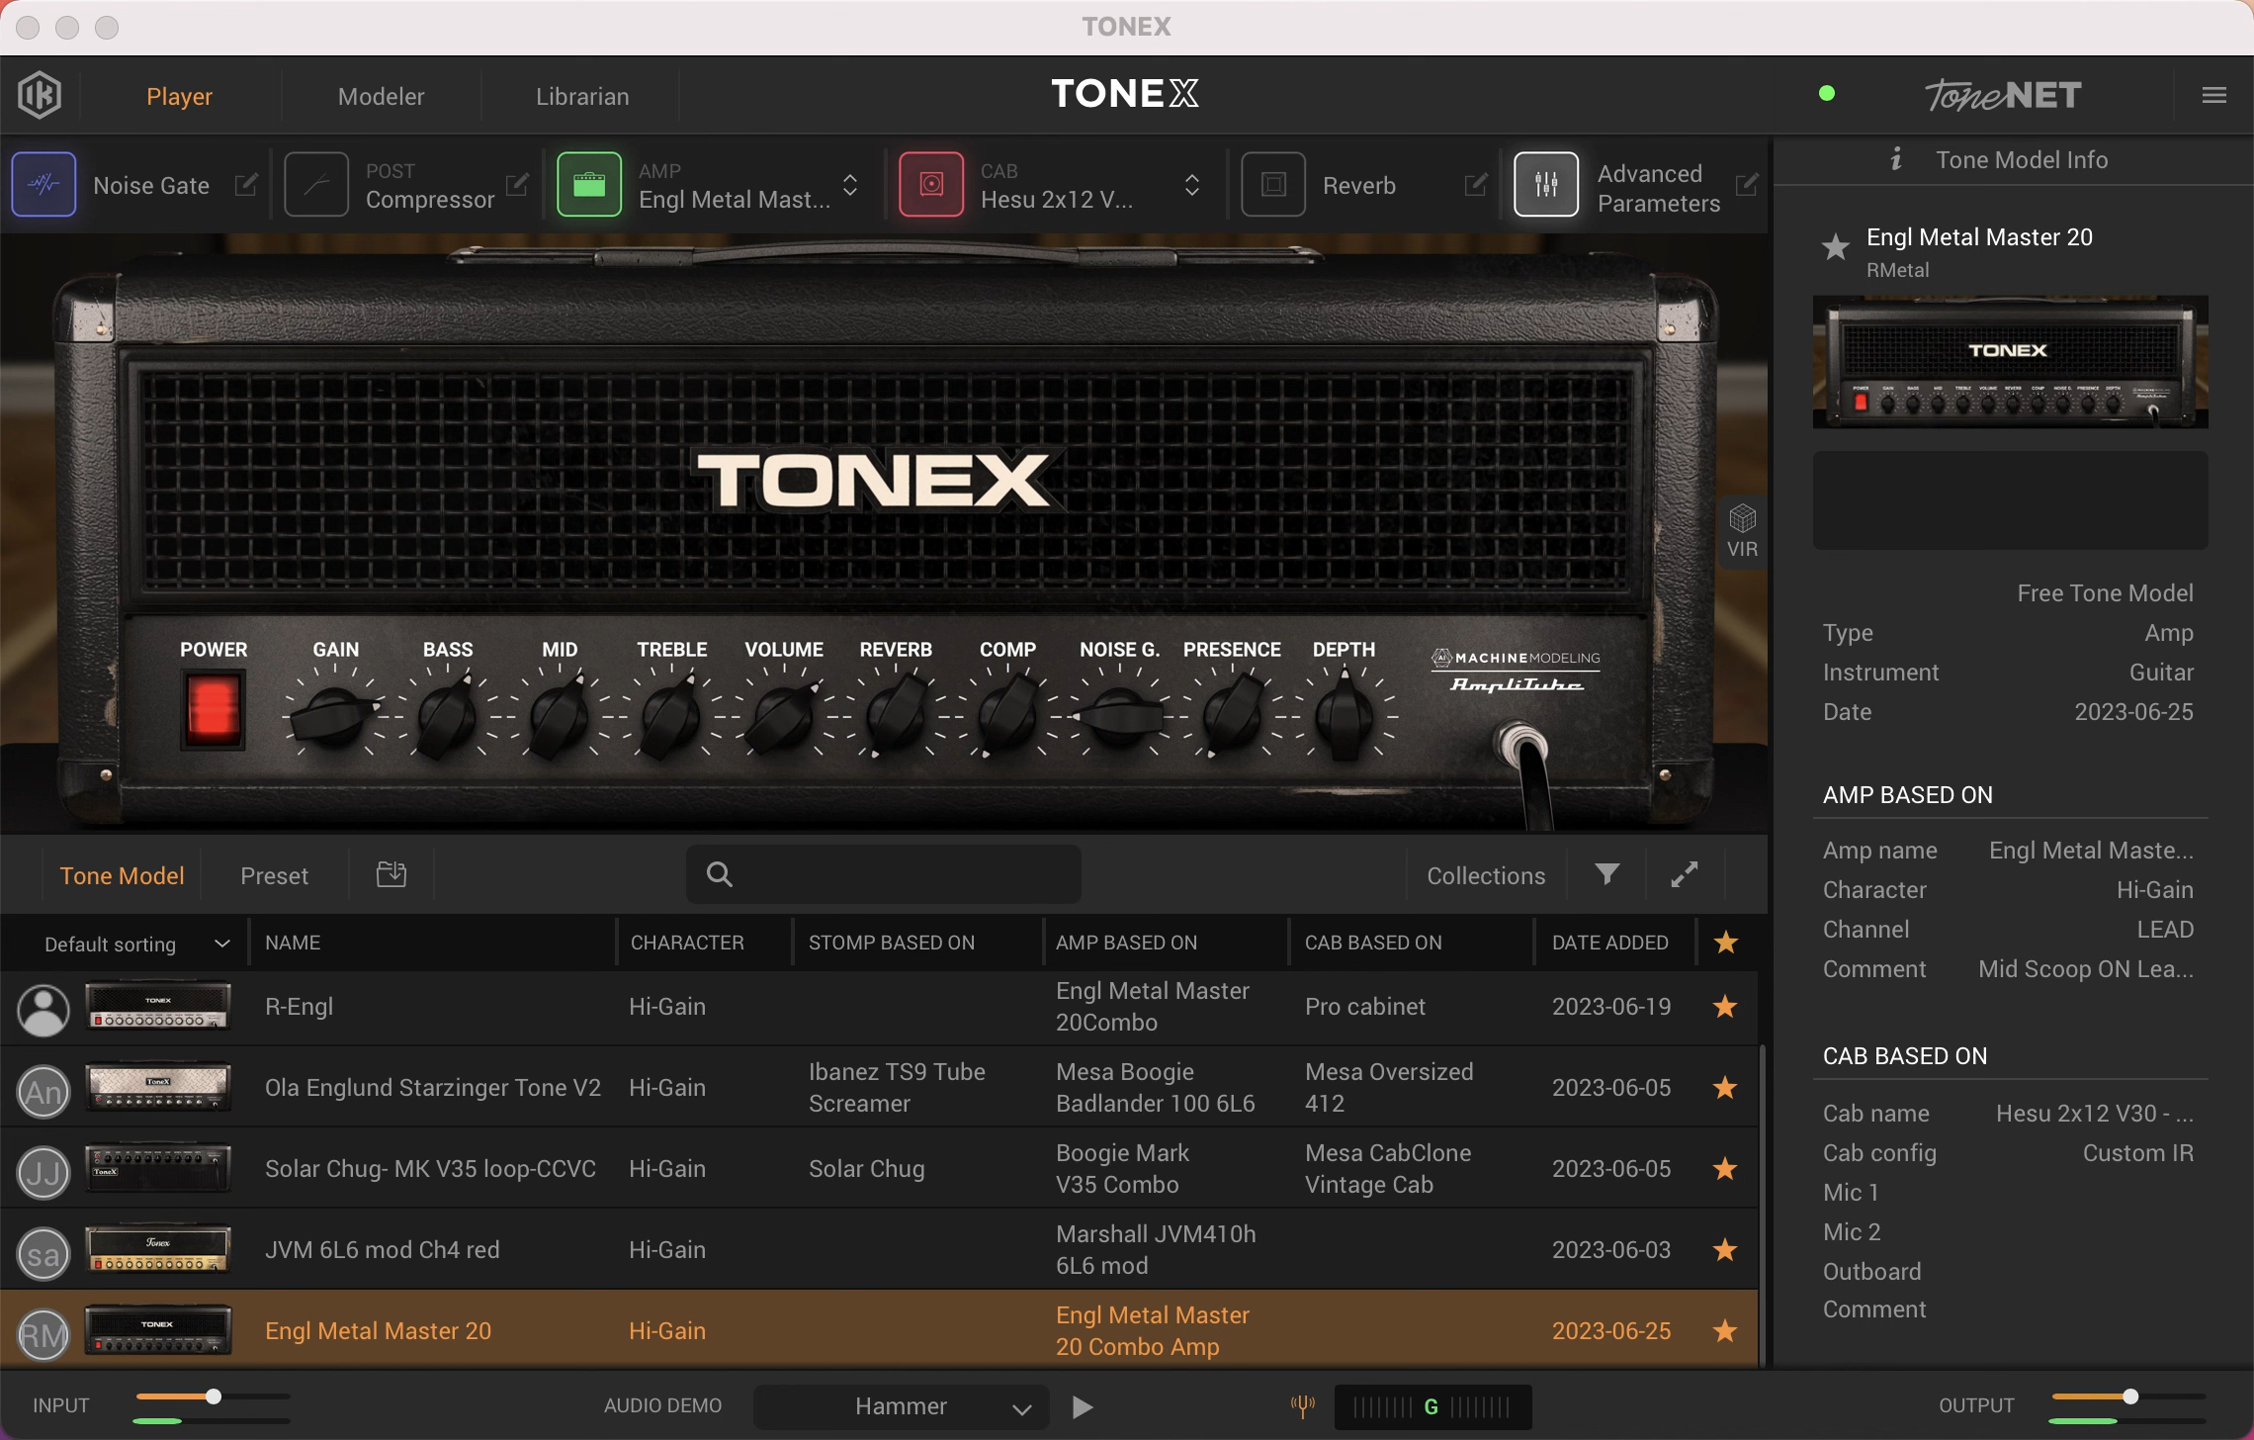 TONEX
Player
Modeler
Librarian
TONEX
ToneNET
Noise Gate
POST
Compressor
AMP
Engl Metal Mast...
CAB
Hesu 2x12 V...
Reverb
Advanced
Parameters
i
Tone Model Info
Engl Metal Master 20
RMetal
TONEX
TONEX
VIR
POWER
GAIN
BASS
MID
TREBLE
VOLUME
REVERB
COMP
NOISE G.
PRESENCE
DEPTH
AI MACHINE MODELING
AmpliTube
Free Tone Model
Type Amp
Instrument Guitar
Date 2023-06-25
AMP BASED ON
Amp name Engl Metal Maste...
Character Hi-Gain
Channel LEAD
Comment Mid Scoop ON Lea...
CAB BASED ON
Cab name Hesu 2x12 V30 - ...
Cab config Custom IR
Mic 1
Mic 2
Outboard
Comment
Tone Model
Preset
Collections
Default sorting
NAME
CHARACTER
STOMP BASED ON
AMP BASED ON
CAB BASED ON
DATE ADDED
TONEX
R-Engl
Hi-Gain
Engl Metal Master
20Combo
Pro cabinet
2023-06-19
An
ToneX
Ola Englund Starzinger Tone V2
Hi-Gain
Ibanez TS9 Tube
Screamer
Mesa Boogie
Badlander 100 6L6
Mesa Oversized
412
2023-06-05
JJ
ToneX
Solar Chug- MK V35 loop-CCVC
Hi-Gain
Solar Chug
Boogie Mark
V35 Combo
Mesa CabClone
Vintage Cab
2023-06-05
sa
Tonex
JVM 6L6 mod Ch4 red
Hi-Gain
Marshall JVM410h
6L6 mod
2023-06-03
RM
TONEX
Engl Metal Master 20
Hi-Gain
Engl Metal Master
20 Combo Amp
2023-06-25
INPUT
AUDIO DEMO
Hammer
G
OUTPUT